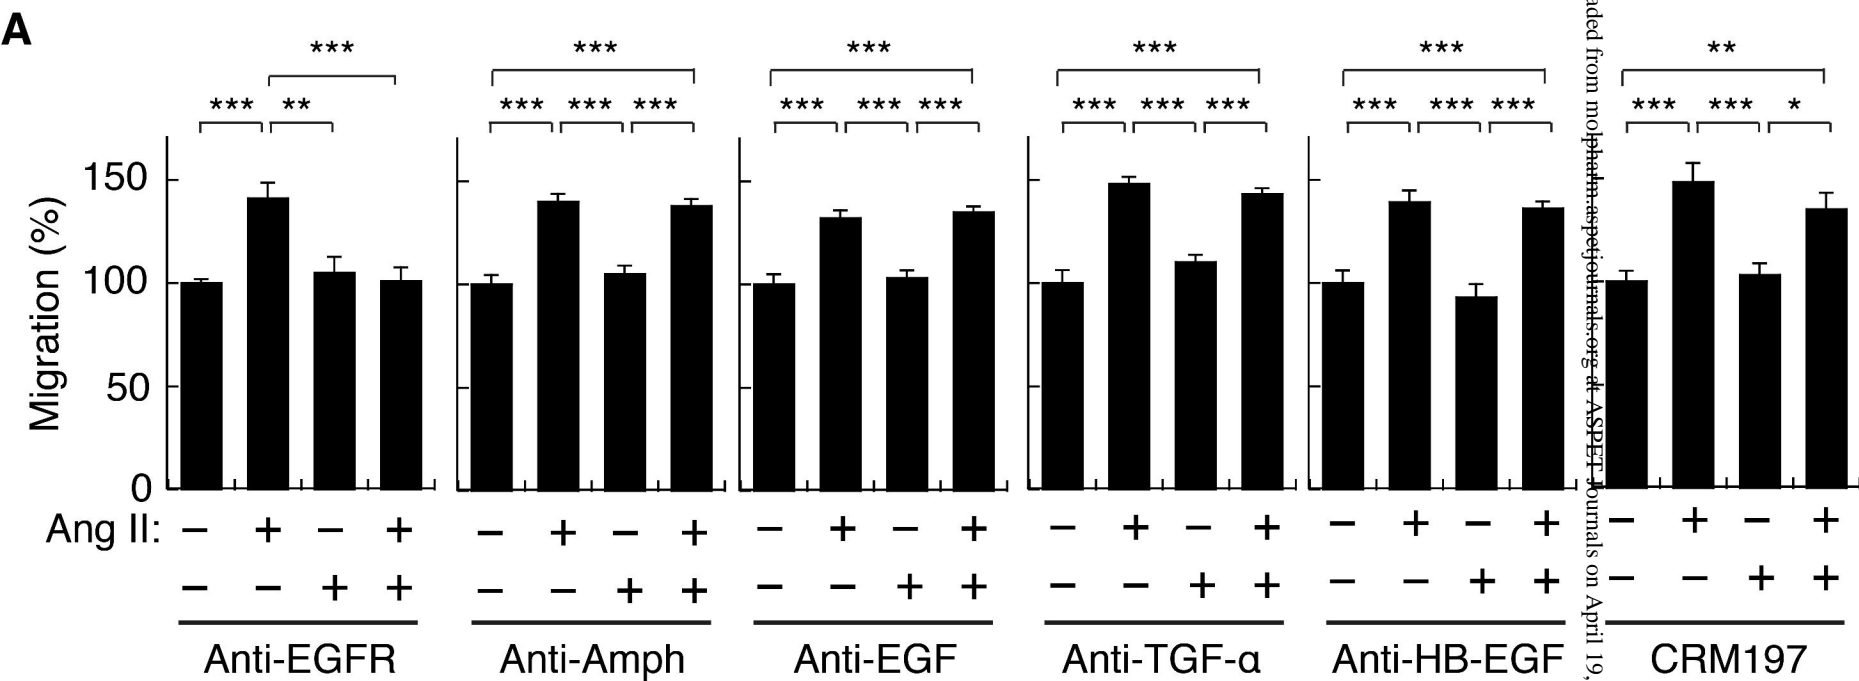 A
*** *** *** *** *** **
*** ** *** *** *** *** *** *** *** *** *** *** *** *** *** *** *
150
100
50
0
Migration (%)
Ang II: − + − + − + − + − + − + − + − + − + − + − + − +
− − + + − − + + − − + + − − + + − − + + − − + +
Anti-EGFR Anti-Amph Anti-EGF Anti-TGF-α Anti-HB-EGF CRM197
from molpharm.aspetjournals.org at ASPET Journals on April 19,